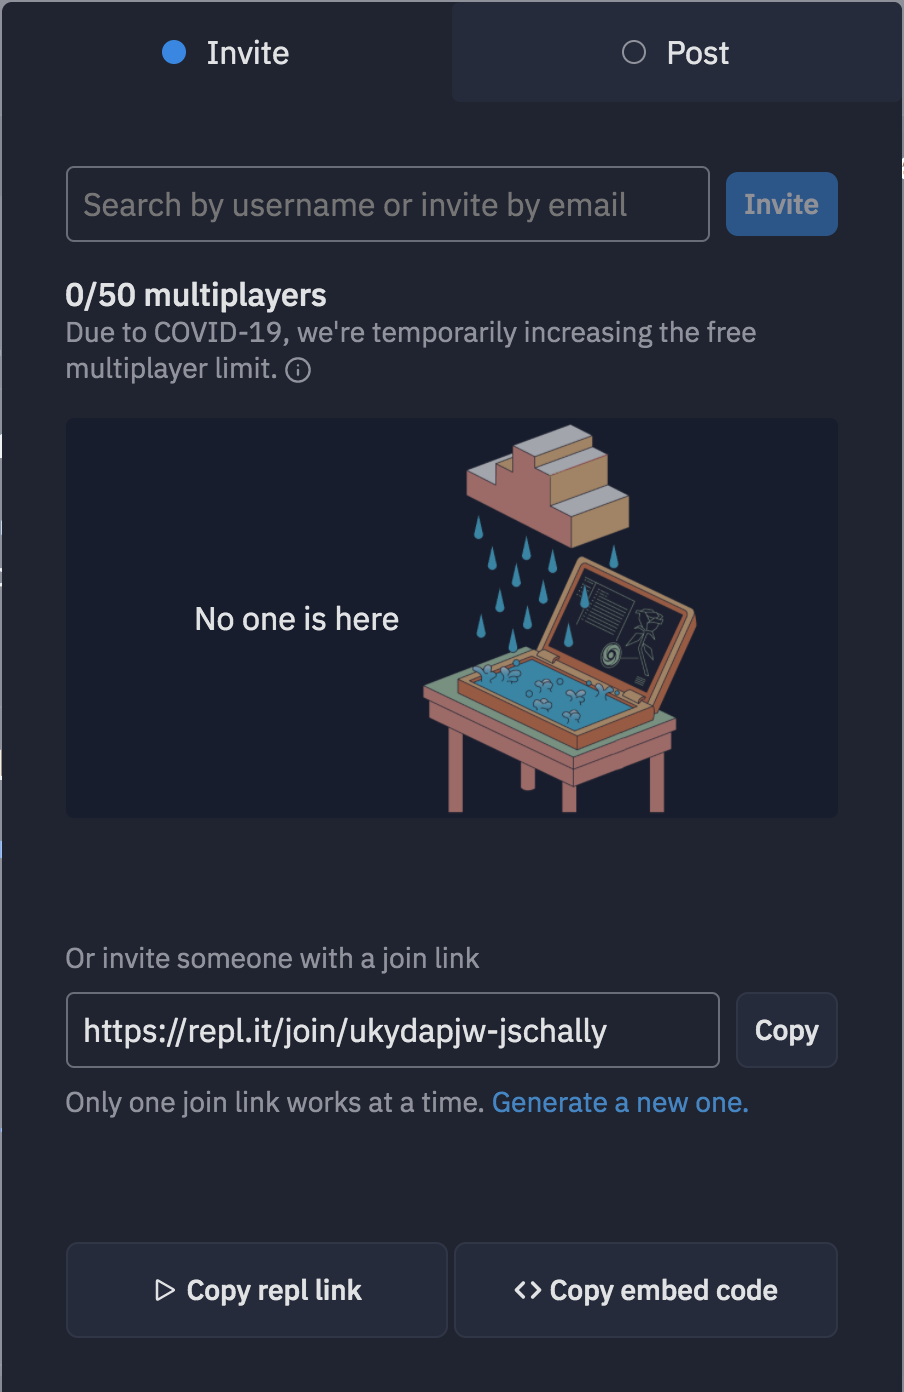 Invite
Post
Search by username or invite by email
Invite
0/50 multiplayers
Due to COVID-19, we're temporarily increasing the free
multiplayer limit.
No one is here
Or invite someone with a join link
https://repl.it/join/ukydapjw-jschally
Copy
Only one join link works at a time. Generate a new one.
Copy repl link
Copy embed code